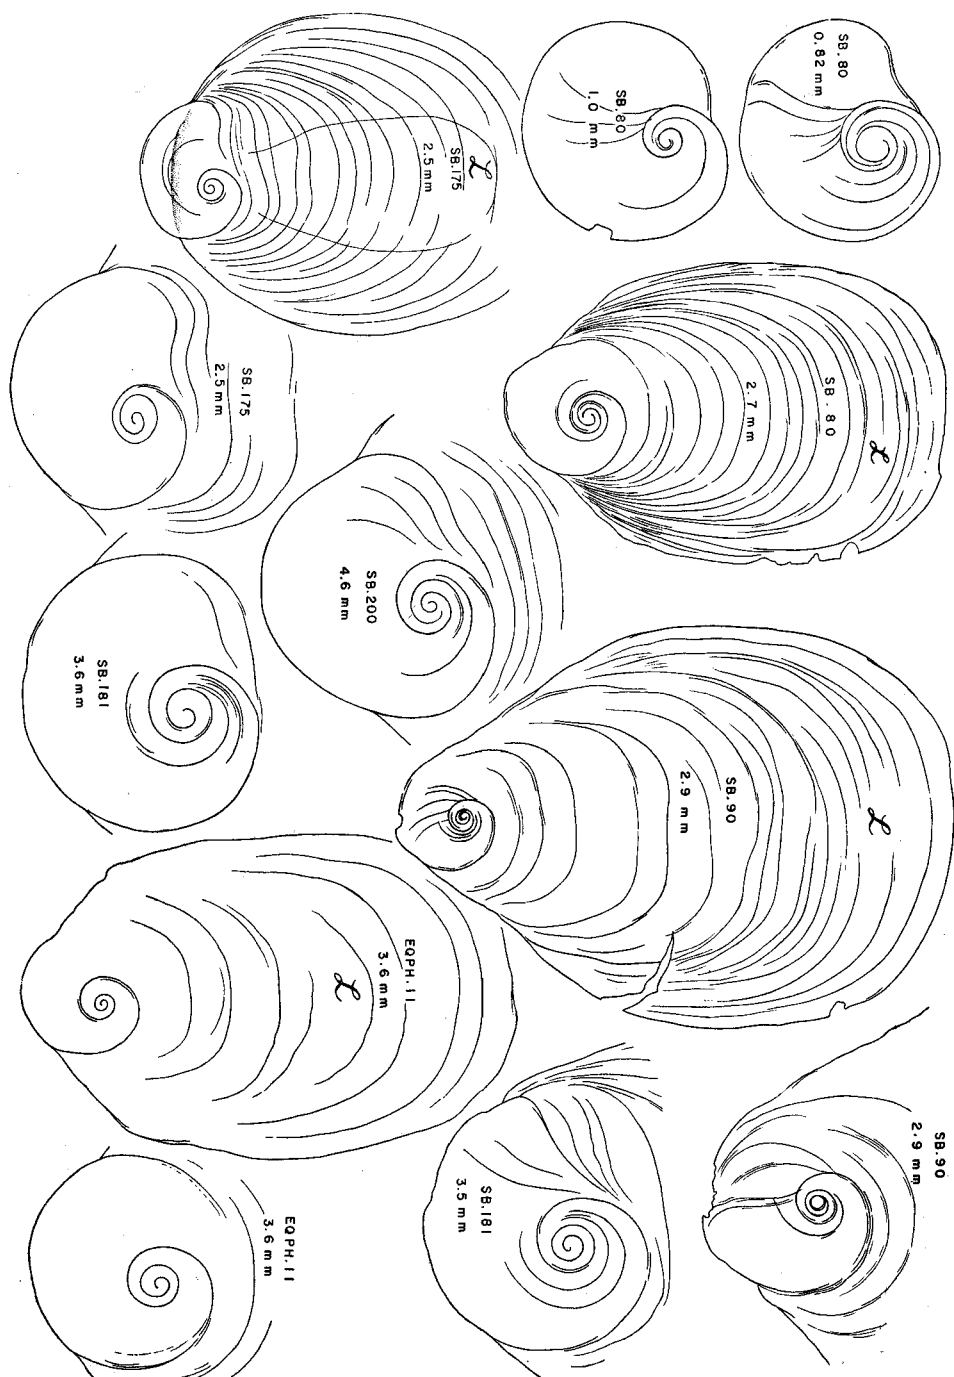 SB.80
0.82 mm
SB.80
1.0 mm
L
SB.175
2.5 mm
SB.80
2.7 mm
L
SB.175
2.5 mm
SB.200
4.6 mm
SB.181
3.6 mm
L
SB.90
2.9 mm
EQPH.11
3.6 mm
L
SB.90
2.9 mm
SB.181
3.5 mm
EQPH.11
3.6 mm